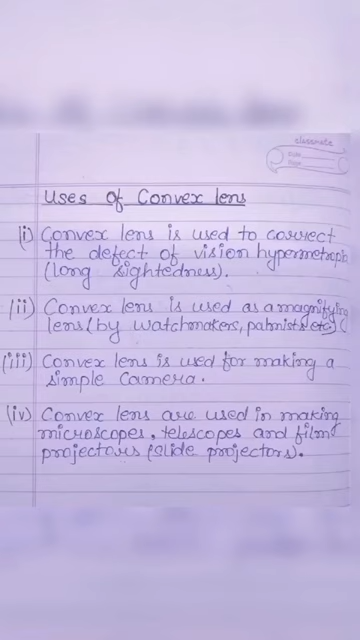 classmate
Date
Page
Uses of Convex lens
(i) Convex lens is used to correct
the defect of vision hypermetropia
(long sightedness).
(ii) Convex lens is used as a magnifying
lens (by watchmakers, palmists etc.)
(iii) Convex lens is used for making a
simple camera.
(iv) Convex lens are used in making
microscopes, telescopes and film
projectors (slide projectors).